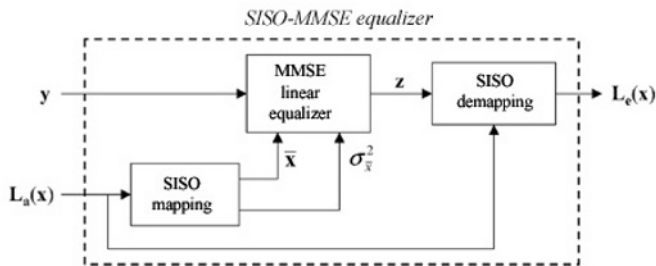 SISO-MMSE equalizer
MMSE
linear
equalizer
SISO
demapping
y
z
Lₑ(x)
x̄
σ²ₓ̄
Lₐ(x)
SISO
mapping